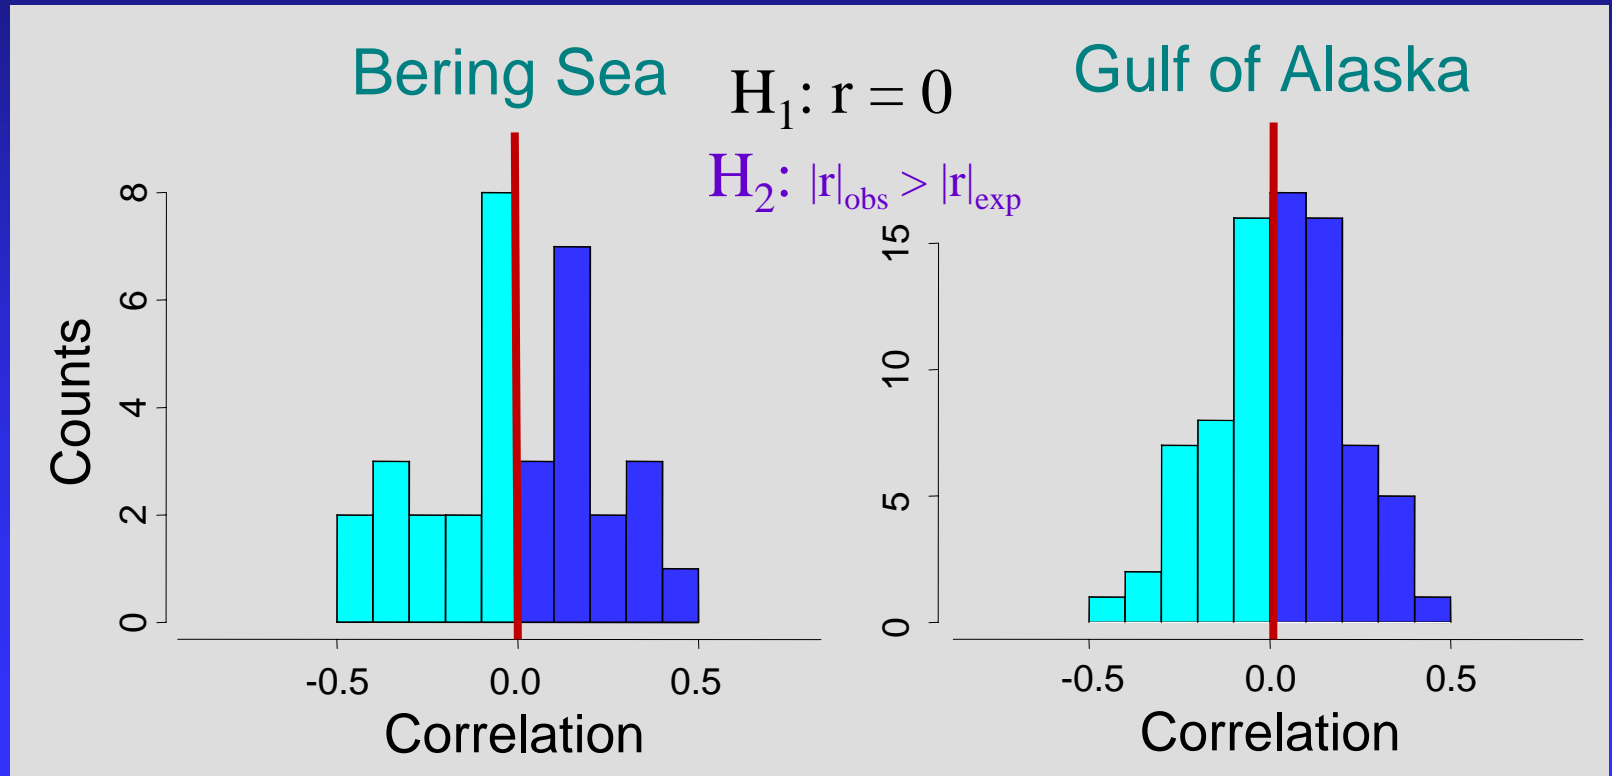 Bering Sea
H1: r = 0
Gulf of Alaska
H2: |r|obs > |r|exp
Counts
8
6
4
2
0
-0.5 0.0 0.5
Correlation
15
10
5
0
-0.5 0.0 0.5
Correlation